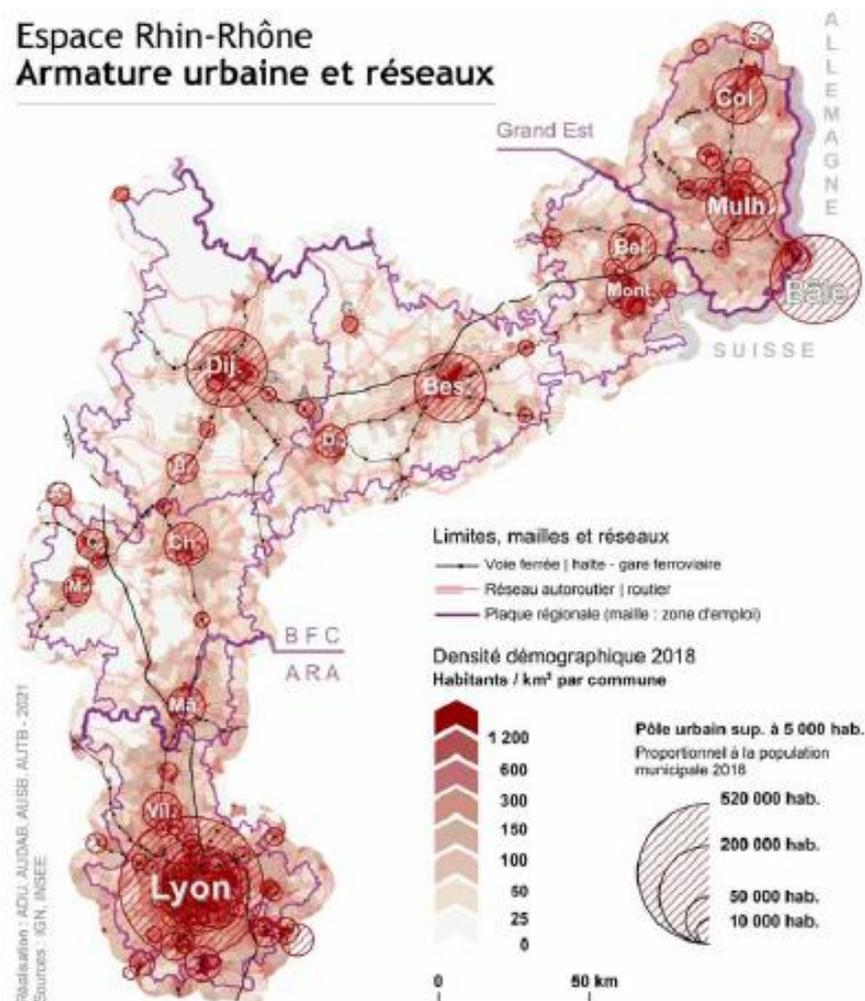 Espace Rhin-Rhône
Armature urbaine et réseaux
ALLEMAGNE
S.
Col.
Grand Est
Mulh.
Bel.
Mont.
Bâle
SUISSE
G.
Dij.
Bes.
D.
B.
C.
Ch.
M.
BFC
ARA
Mâ.
Vil.
Lyon
Limites, mailles et réseaux
Voie ferrée | halte - gare ferroviaire
Réseau autoroutier | routier
Plaque régionale (maille : zone d'emploi)
Densité démographique 2018
Habitants / km² par commune
1 200
600
300
150
100
50
25
0
Pôle urbain sup. à 5 000 hab.
Proportionnel à la population
municipale 2018
520 000 hab.
200 000 hab.
50 000 hab.
10 000 hab.
0 50 km
Réalisation : ADU, AUDAB, AUSB, AUTB - 2021
Sources : IGN, INSEE